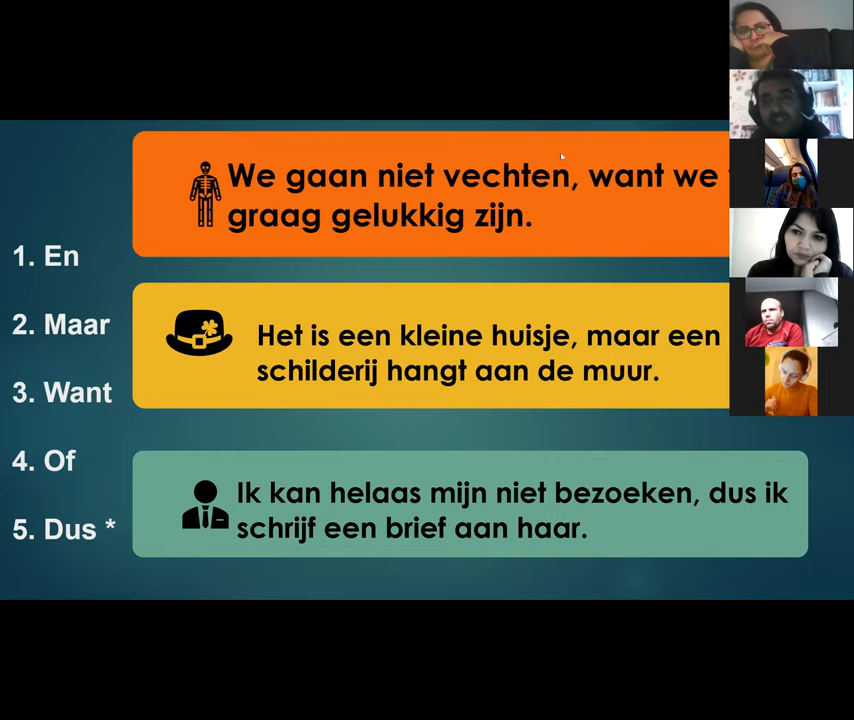 1. En
2. Maar
3. Want
4. Of
5. Dus *
We gaan niet vechten, want we
graag gelukkig zijn.
Het is een kleine huisje, maar een
schilderij hangt aan de muur.
Ik kan helaas mijn niet bezoeken, dus ik
schrijf een brief aan haar.